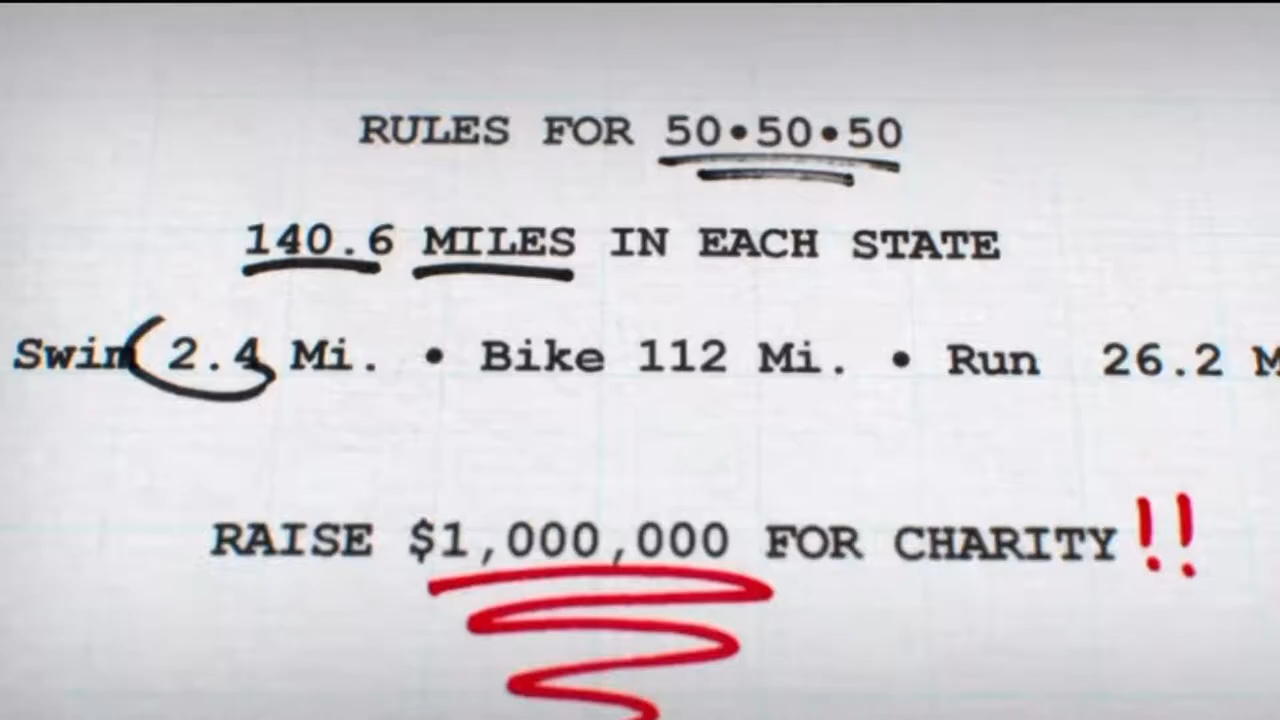 RULES FOR 50•50•50
140.6 MILES IN EACH STATE
Swim 2.4 Mi. • Bike 112 Mi. • Run 26.2 M
RAISE $1,000,000 FOR CHARITY!!